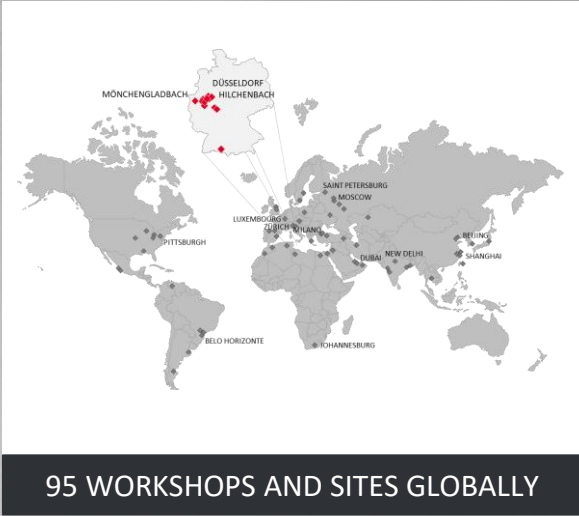 DÜSSELDORF
MÖNCHENGLADBACH
HILCHENBACH
SAINT PETERSBURG
MOSCOW
LUXEMBOURG
ZÜRICH
MILANO
PITTSBURGH
BEIJING
DUBAI
NEW DELHI
SHANGHAI
BELO HORIZONTE
JOHANNESBURG
95 WORKSHOPS AND SITES GLOBALLY